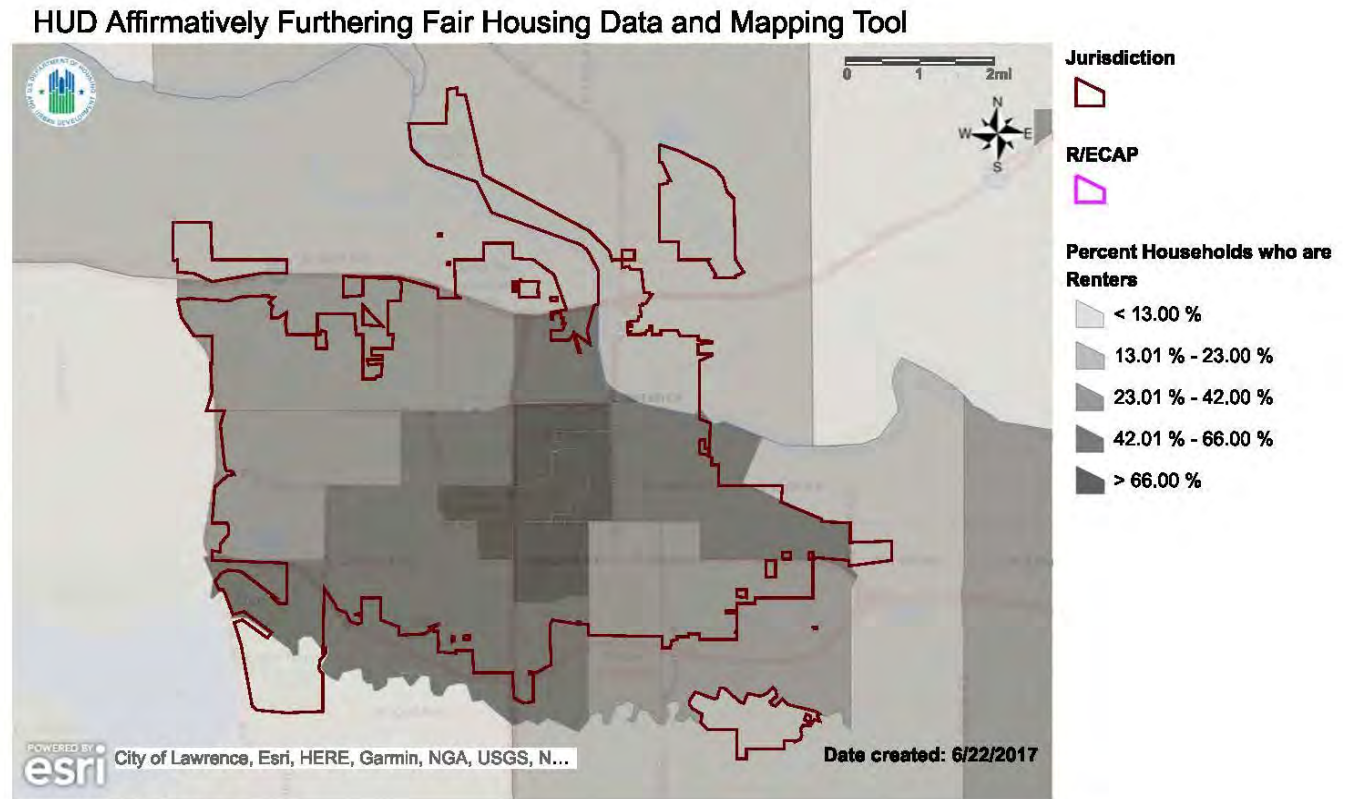 HUD Affirmatively Furthering Fair Housing Data and Mapping Tool
0 1 2mi
N
W E
S
Jurisdiction
R/ECAP
Percent Households who are
Renters
< 13.00 %
13.01 % - 23.00 %
23.01 % - 42.00 %
42.01 % - 66.00 %
> 66.00 %
POWERED BY
esri
City of Lawrence, Esri, HERE, Garmin, NGA, USGS, N...
Date created: 6/22/2017